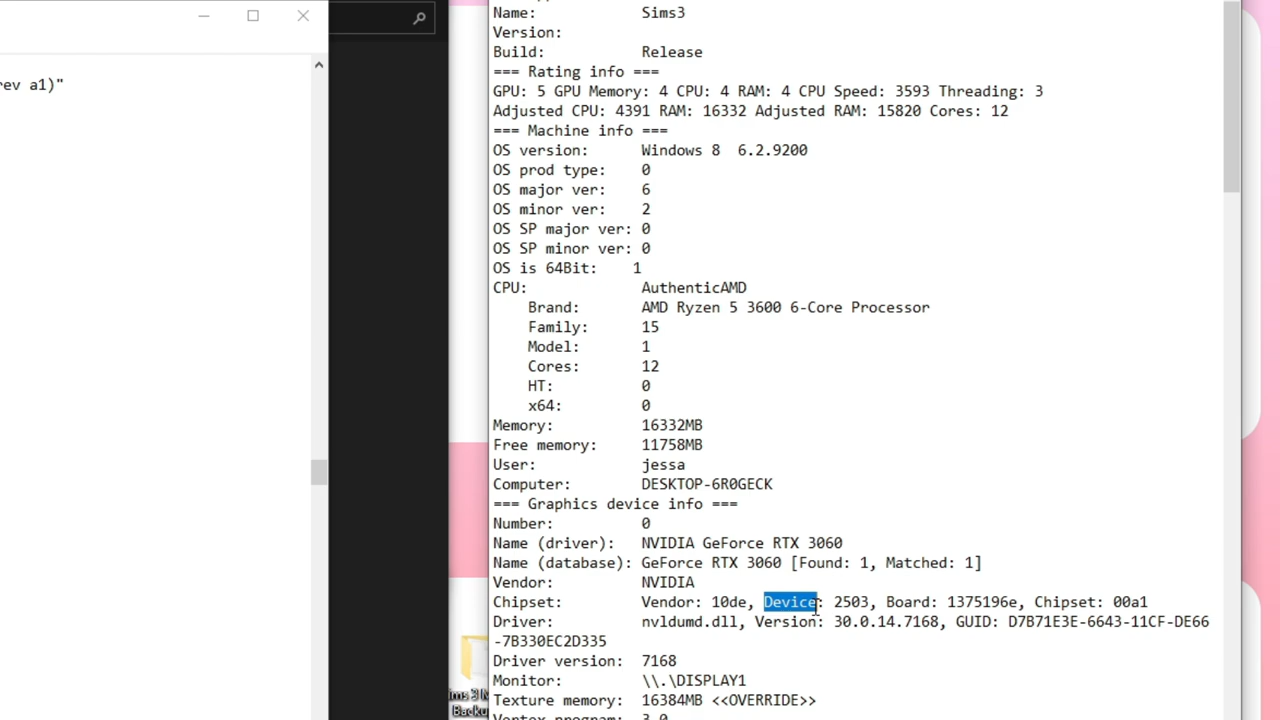 rev a1)"
Name: Sims3
Version:
Build: Release
=== Rating info ===
GPU: 5 GPU Memory: 4 CPU: 4 RAM: 4 CPU Speed: 3593 Threading: 3
Adjusted CPU: 4391 RAM: 16332 Adjusted RAM: 15820 Cores: 12
=== Machine info ===
OS version: Windows 8 6.2.9200
OS prod type: 0
OS major ver: 6
OS minor ver: 2
OS SP major ver: 0
OS SP minor ver: 0
OS is 64Bit: 1
CPU: AuthenticAMD
Brand: AMD Ryzen 5 3600 6-Core Processor
Family: 15
Model: 1
Cores: 12
HT: 0
x64: 0
Memory: 16332MB
Free memory: 11758MB
User: jessa
Computer: DESKTOP-6R0GECK
=== Graphics device info ===
Number: 0
Name (driver): NVIDIA GeForce RTX 3060
Name (database): GeForce RTX 3060 [Found: 1, Matched: 1]
Vendor: NVIDIA
Chipset: Vendor: 10de, Device: 2503, Board: 1375196e, Chipset: 00a1
Driver: nvldumd.dll, Version: 30.0.14.7168, GUID: D7B71E3E-6643-11CF-DE66
-7B330EC2D335
Driver version: 7168
Monitor: \\.\DISPLAY1
Texture memory: 16384MB <<OVERRIDE>>
Vertex program: 3.0